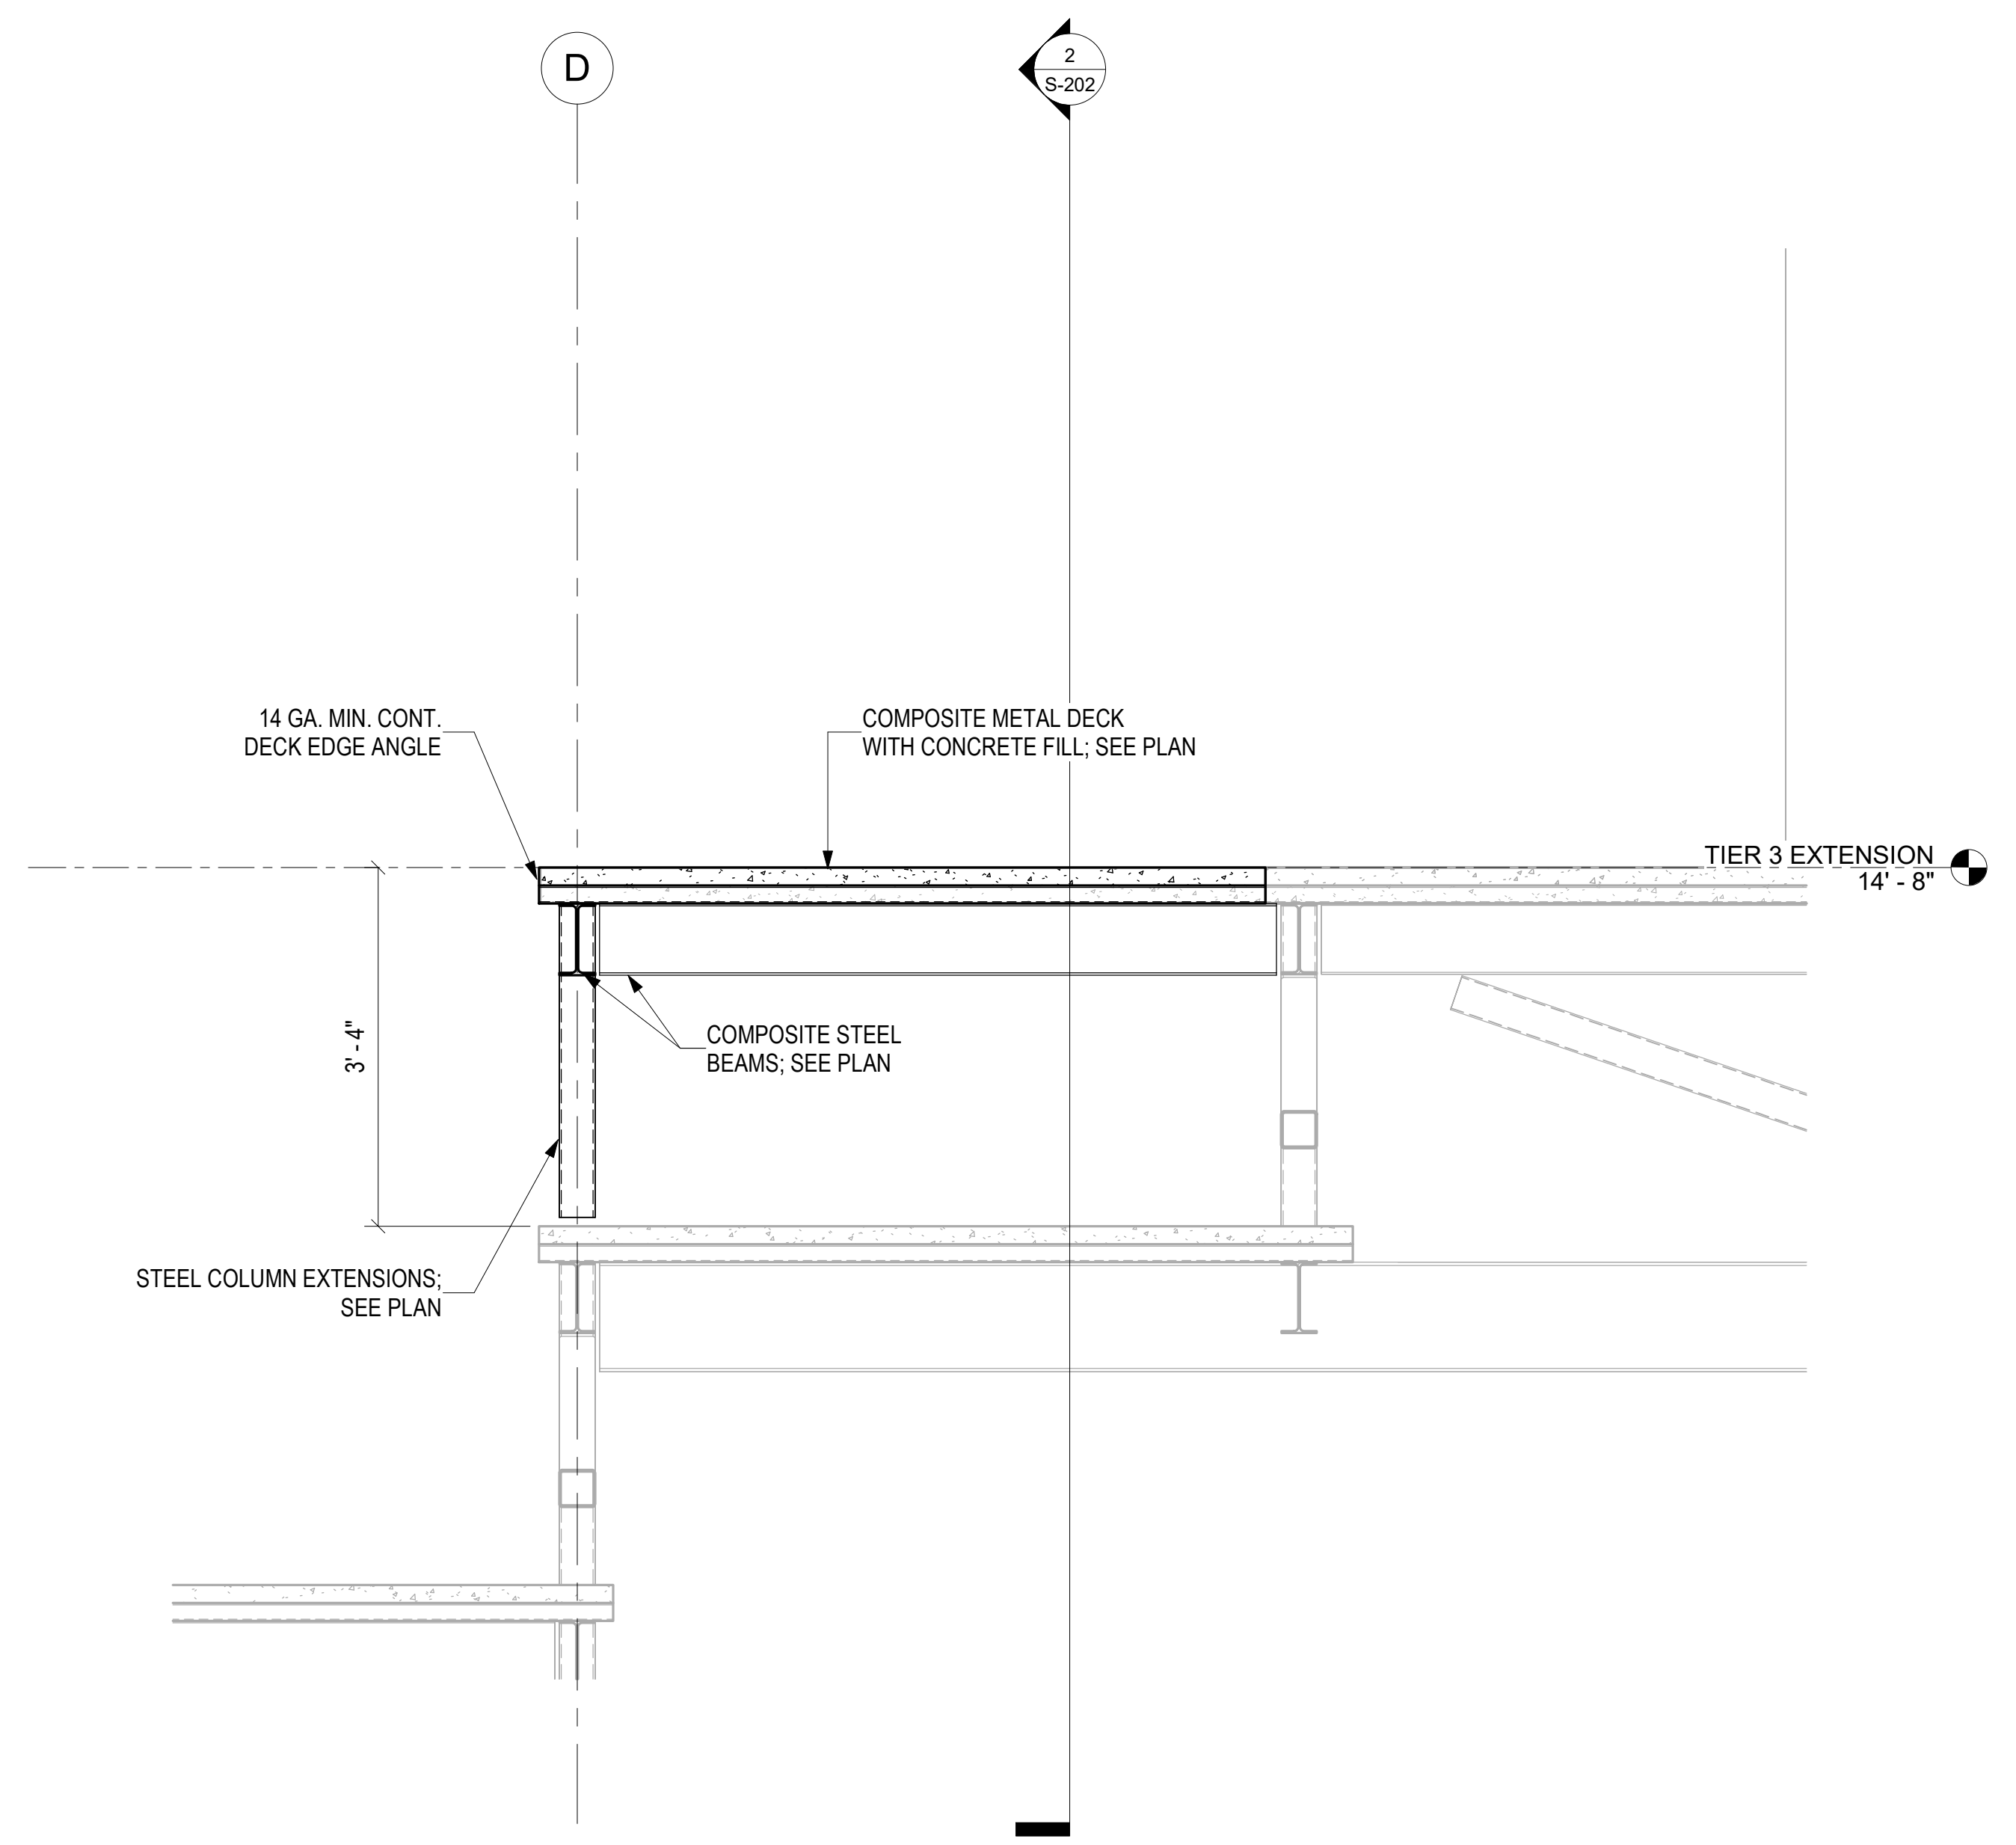 D
2
S-202
14 GA. MIN. CONT.
DECK EDGE ANGLE
COMPOSITE METAL DECK
WITH CONCRETE FILL; SEE PLAN
TIER 3 EXTENSION
14' - 8"
3' - 4"
COMPOSITE STEEL
BEAMS; SEE PLAN
STEEL COLUMN EXTENSIONS;
SEE PLAN